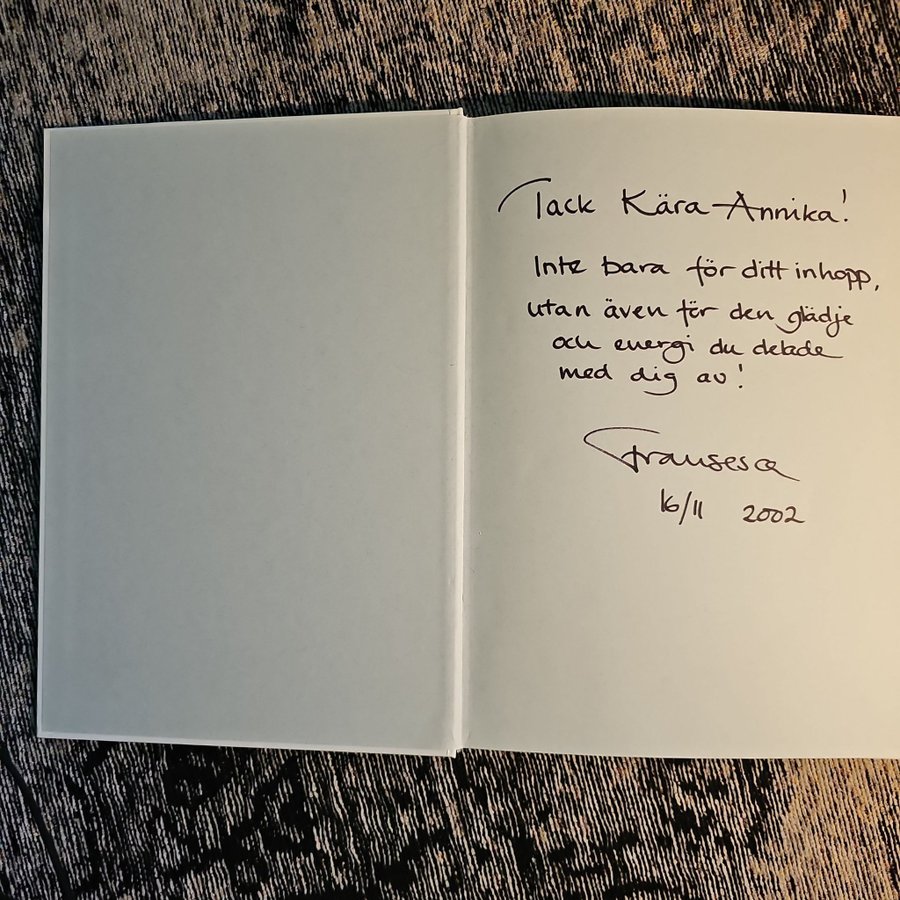 Tack Kära Annika!
Inte bara för ditt inhopp,
utan även för den glädje
och energi du delade
med dig av!
Fransesca
16/11 2002